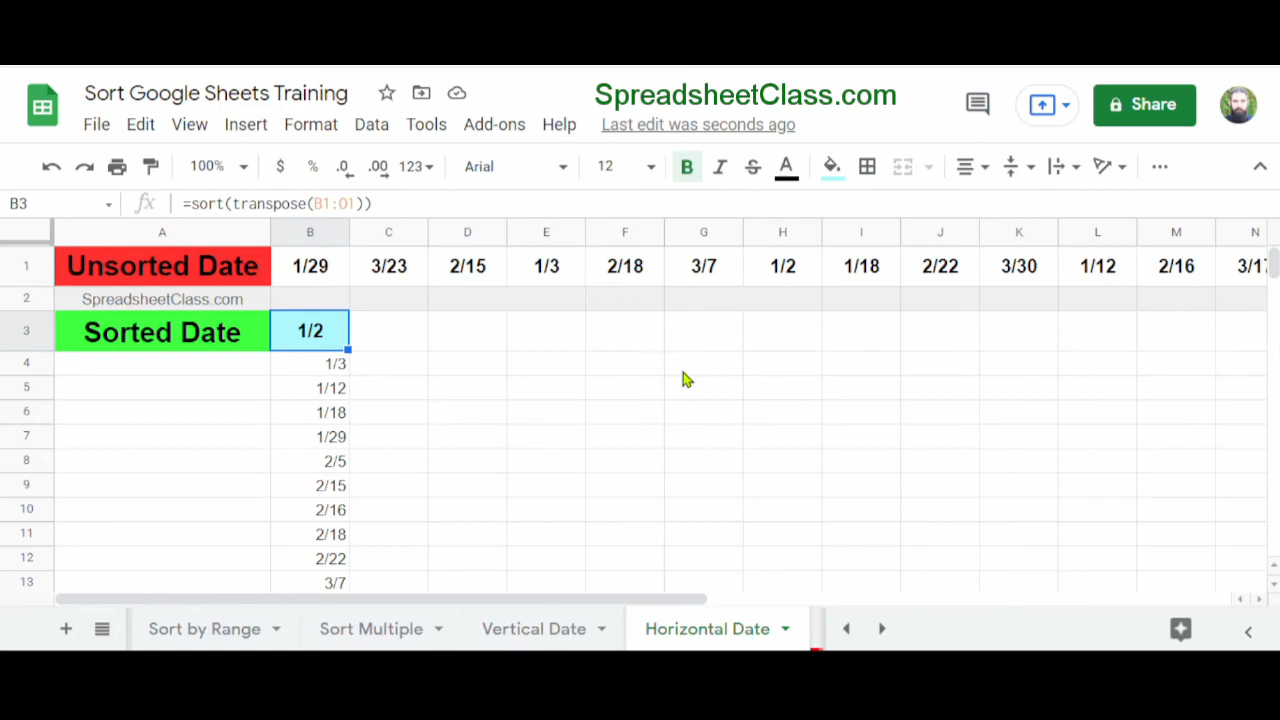 Sort Google Sheets Training
SpreadsheetClass.com
Share
File Edit View Insert Format Data Tools Add-ons Help Last edit was seconds ago
100% $ % .0 .00 123 Arial 12 B I S A
B3 fx =sort(transpose(B1:O1))
A B C D E F G H I J K L M N
1 Unsorted Date 1/29 3/23 2/15 1/3 2/18 3/7 1/2 1/18 2/22 3/30 1/12 2/16
2 SpreadsheetClass.com
3 Sorted Date 1/2
4 1/3
5 1/12
6 1/18
7 1/29
8 2/5
9 2/15
10 2/16
11 2/18
12 2/22
13 3/7
Sort by Range Sort Multiple Vertical Date Horizontal Date